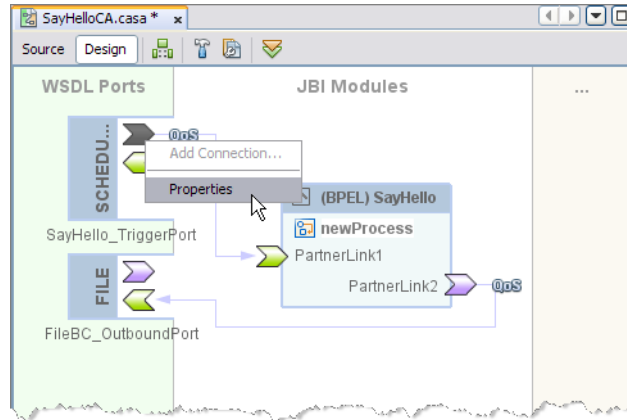 SayHelloCA.casa *
Source Design
WSDL Ports JBI Modules ...
SCHEDU...
QoS
Add Connection...
Properties
(BPEL) SayHello
newProcess
SayHello_TriggerPort
PartnerLink1
FILE
PartnerLink2 QoS
FileBC_OutboundPort